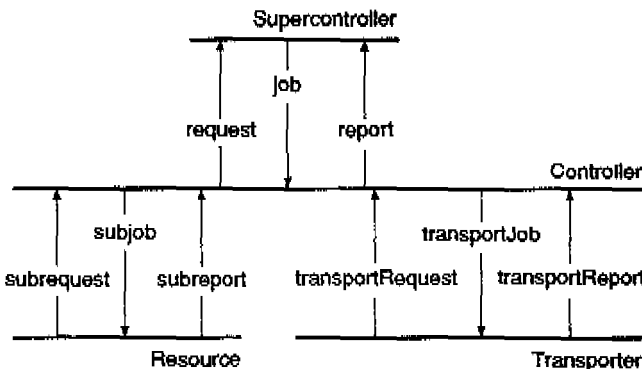 Supercontroller
job
request report
Controller
subjob transportJob
subrequest subreport transportRequest transportReport
Resource Transporter